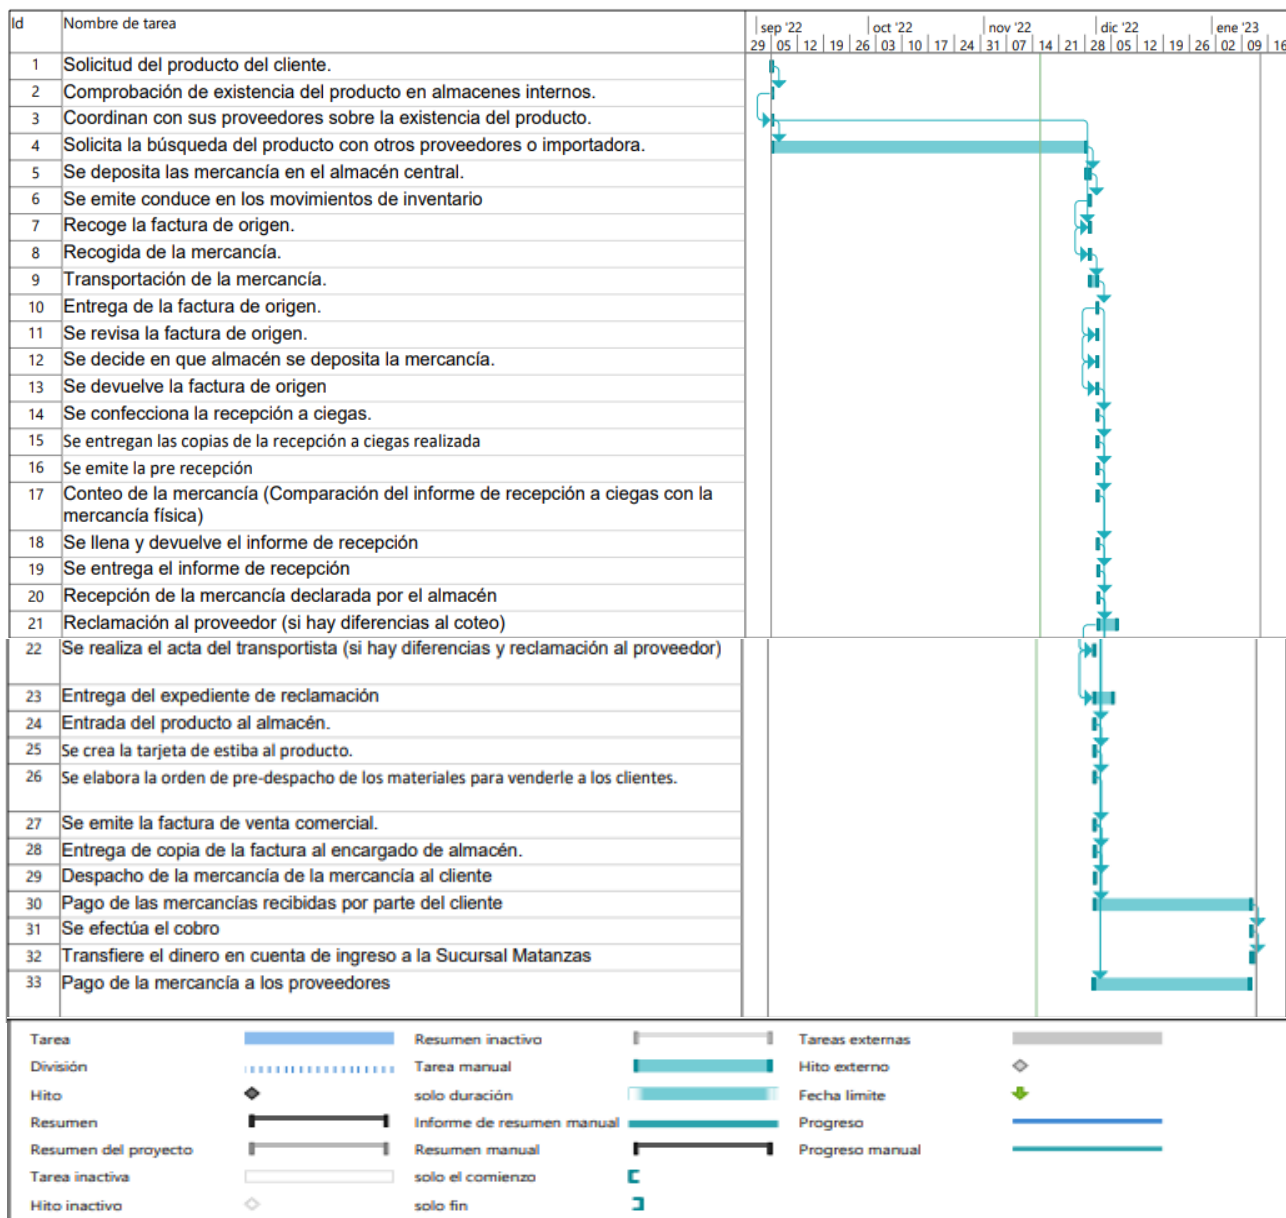 Id Nombre de tarea
sep '22 oct '22 nov '22 dic '22 ene '23
29 05 12 19 26 03 10 17 24 31 07 14 21 28 05 12 19 26 02 09 16
1 Solicitud del producto del cliente.
2 Comprobación de existencia del producto en almacenes internos.
3 Coordinan con sus proveedores sobre la existencia del producto.
4 Solicita la búsqueda del producto con otros proveedores o importadora.
5 Se deposita las mercancía en el almacén central.
6 Se emite conduce en los movimientos de inventario
7 Recoge la factura de origen.
8 Recogida de la mercancía.
9 Transportación de la mercancía.
10 Entrega de la factura de origen.
11 Se revisa la factura de origen.
12 Se decide en que almacén se deposita la mercancía.
13 Se devuelve la factura de origen
14 Se confecciona la recepción a ciegas.
15 Se entregan las copias de la recepción a ciegas realizada
16 Se emite la pre recepción
17 Conteo de la mercancía (Comparación del informe de recepción a ciegas con la
mercancía física)
18 Se llena y devuelve el informe de recepción
19 Se entrega el informe de recepción
20 Recepción de la mercancía declarada por el almacén
21 Reclamación al proveedor (si hay diferencias al coteo)
22 Se realiza el acta del transportista (si hay diferencias y reclamación al proveedor)
23 Entrega del expediente de reclamación
24 Entrada del producto al almacén.
25 Se crea la tarjeta de estiba al producto.
26 Se elabora la orden de pre-despacho de los materiales para venderle a los clientes.
27 Se emite la factura de venta comercial.
28 Entrega de copia de la factura al encargado de almacén.
29 Despacho de la mercancía de la mercancía al cliente
30 Pago de las mercancías recibidas por parte del cliente
31 Se efectúa el cobro
32 Transfiere el dinero en cuenta de ingreso a la Sucursal Matanzas
33 Pago de la mercancía a los proveedores
Tarea Resumen inactivo Tareas externas
División Tarea manual Hito externo
Hito solo duración Fecha límite
Resumen Informe de resumen manual Progreso
Resumen del proyecto Resumen manual Progreso manual
Tarea inactiva solo el comienzo
Hito inactivo solo fin